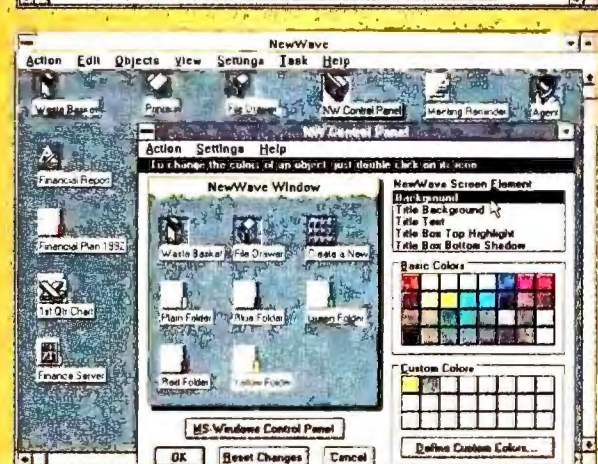 NewWave
Action Edit Objects View Settings Task Help
Waste Basket Printers File Drawer NW Control Panel Meeting Reminder Agent
NW Control Panel
Action Settings Help
To change the colors of an object just double click on its icon
Financial Report
Financial Plan 1992
1st Qtr Chart
Finance Server
NewWave Window
Waste Basket File Drawer Create a New
Plain Folder Blue Folder Green Folder
Red Folder Yellow Folder
NewWave Screen Element
Background
Title Background
Title Text
Title Box Top Highlight
Title Box Bottom Shadow
Basic Colors
Custom Colors
MS-Windows Control Panel
OK Reset Changes Cancel
Define Custom Colors...